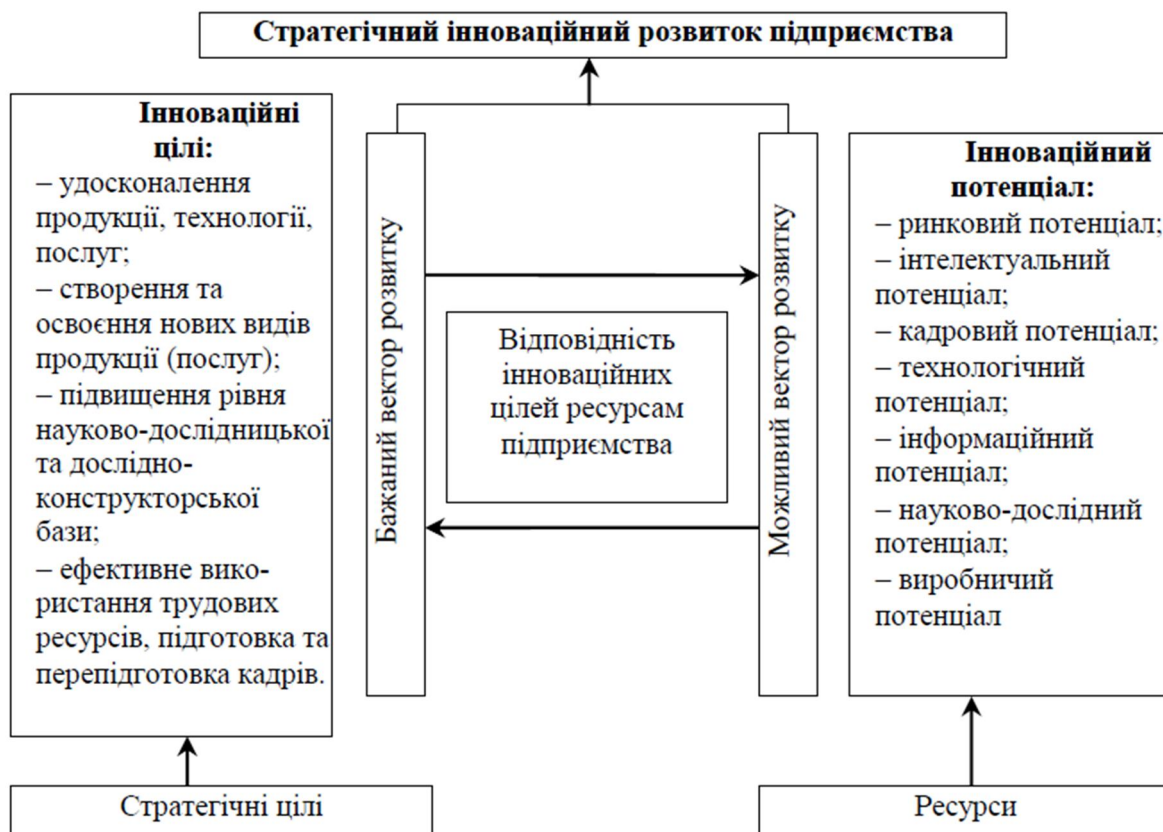 Стратегічний інноваційний розвиток підприємства
Інноваційні
цілі:
– удосконалення
продукції, технології,
послуг;
– створення та
освоєння нових видів
продукції (послуг);
– підвищення рівня
науково-дослідницької
та дослідно-
конструкторської
бази;
– ефективне вико-
ристання трудових
ресурсів, підготовка та
перепідготовка кадрів.
Бажаний вектор розвитку
Відповідність
інноваційних
цілей ресурсам
підприємства
Можливий вектор розвитку
Інноваційний
потенціал:
– ринковий потенціал;
– інтелектуальний
потенціал;
– кадровий потенціал;
– технологічний
потенціал;
– інформаційний
потенціал;
– науково-дослідний
потенціал;
– виробничий
потенціал
Стратегічні цілі
Ресурси